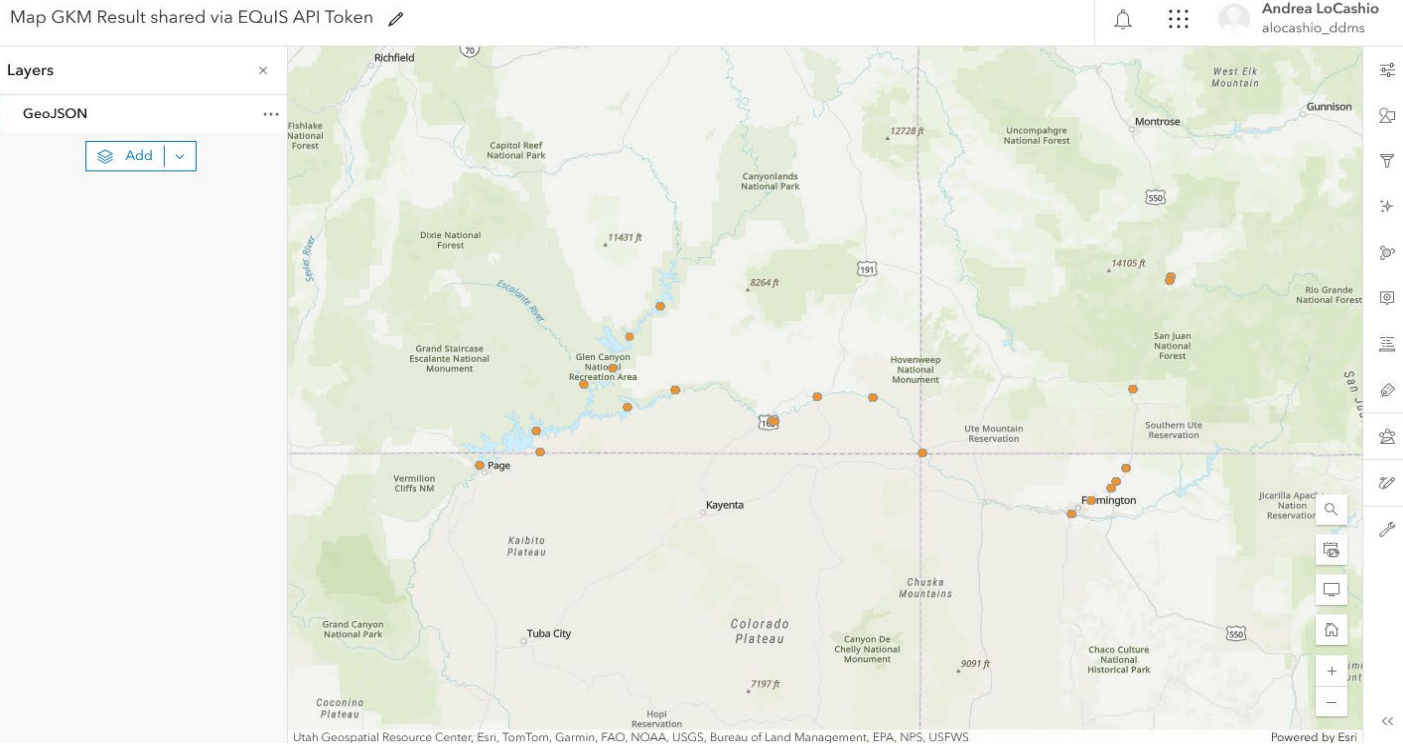 Map GKM Result shared via EQuIS API Token
Andrea LoCashio
alocashio_ddms
Layers
GeoJSON
Add
70
Richfield
West Elk
Mountain
Gunnison
Montrose
Fishlake
National
Forest
Capitol Reef
National Park
12728 ft
Uncompahgre
National Forest
Canyonlands
National Park
550
Dixie National
Forest
11431 ft
Sevier River
191
14105 ft
8264 ft
Escalante River
Rio Grande
National Forest
Grand Staircase
Escalante National
Monument
Glen Canyon
National
Recreation Area
Hovenweep
National
Monument
San Juan
National
Forest
San Ju
Ute Mountain
Reservation
Southern Ute
Reservation
Page
Vermilion
Cliffs NM
Kayenta
F mington
Jicarilla Apac
Nation
Reservation
Kaibito
Plateau
Chuska
Mountains
Grand Canyon
National Park
Tuba City
Colorado
Plateau
Canyon De
Chelly National
Monument
550
Chaco Culture
National
Historical Park
9091 ft
7197 ft
Coconino
Plateau
Hopi
Reservation
Utah Geospatial Resource Center, Esri, TomTom, Garmin, FAO, NOAA, USGS, Bureau of Land Management, EPA, NPS, USFWS
Powered by Esri